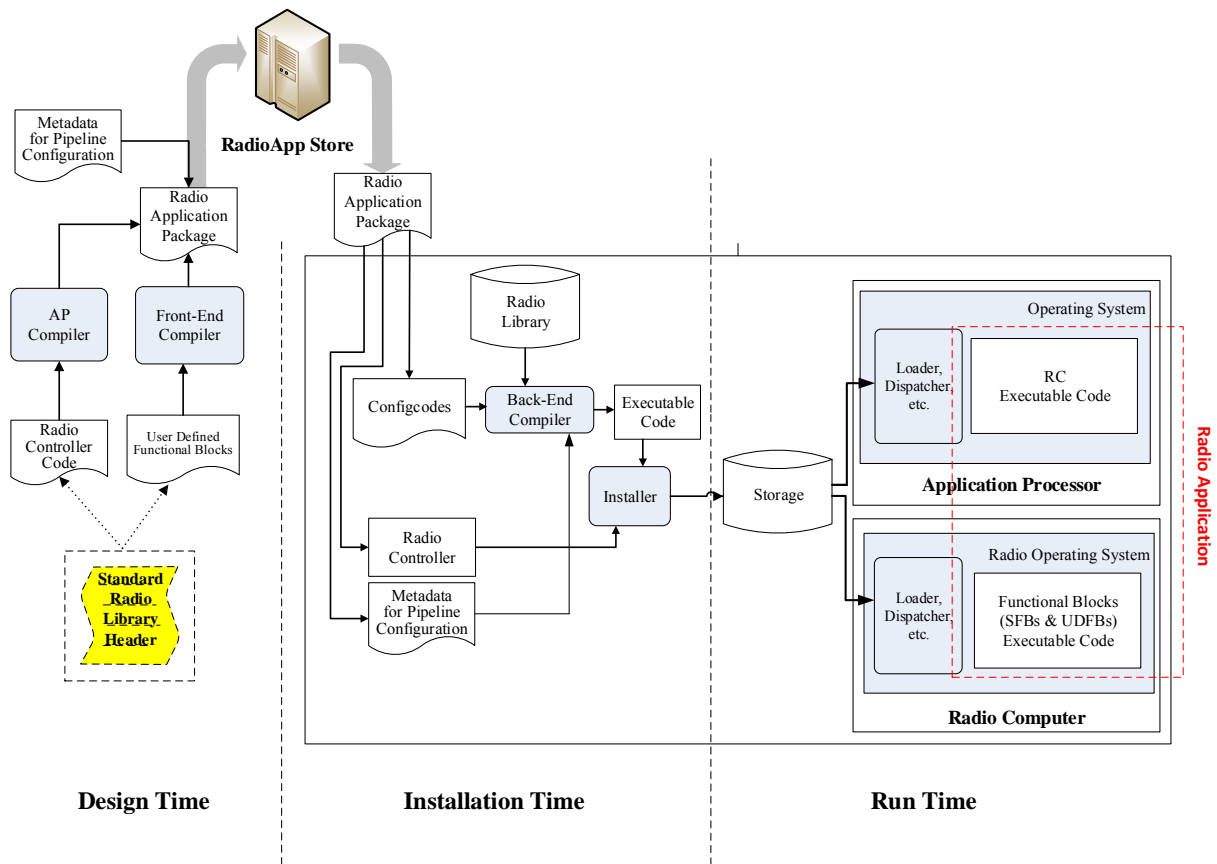 RadioApp Store
Metadata
for Pipeline
Configuration
Radio
Application
Package
AP
Compiler
Front-End
Compiler
Radio
Controller
Code
User Defined
Functional Blocks
Standard
Radio
Library
Header
Radio
Application
Package
Radio
Library
Configcodes
Back-End
Compiler
Executable
Code
Installer
Radio
Controller
Metadata
for Pipeline
Configuration
Storage
Operating System
Loader,
Dispatcher,
etc.
RC
Executable Code
Application Processor
Radio Operating System
Loader,
Dispatcher,
etc.
Functional Blocks
(SFBs & UDFBs)
Executable Code
Radio Computer
Radio Application
Design Time
Installation Time
Run Time